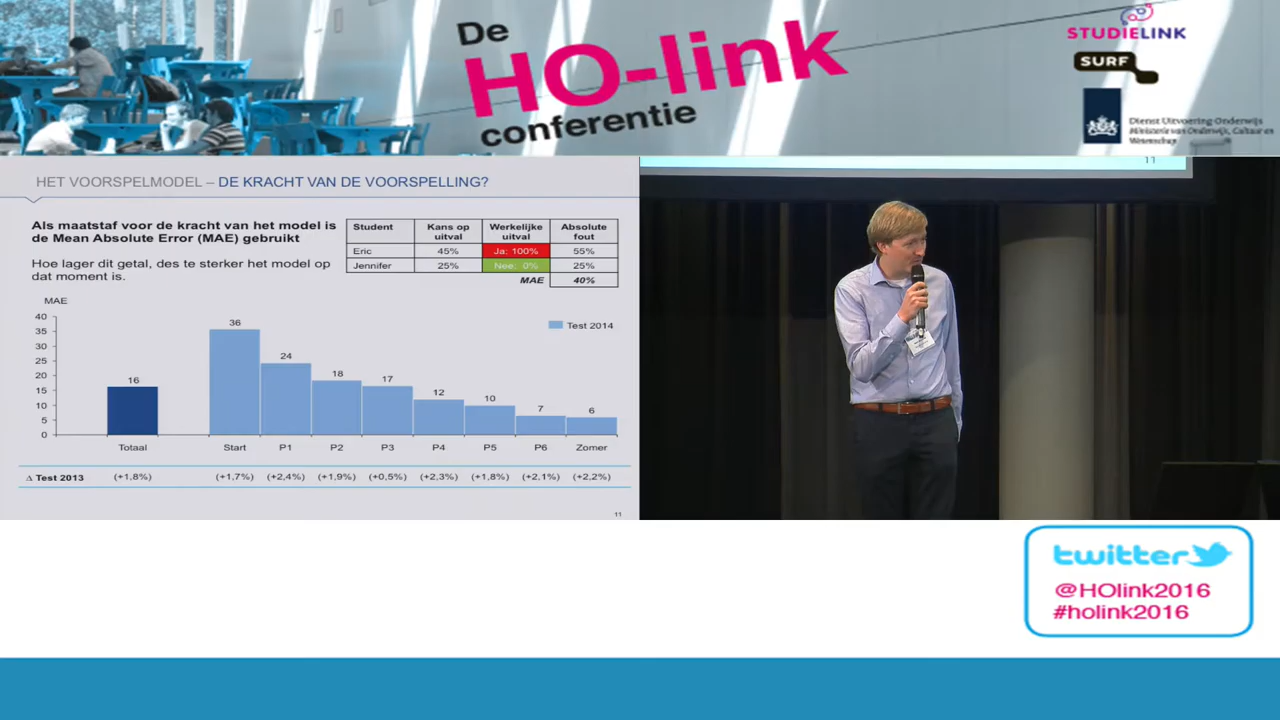 De
HO-link
conferentie
STUDIELINK
SURF
Dienst Uitvoering Onderwijs
Ministerie van Onderwijs, Cultuur en
Wetenschap
HET VOORSPELMODEL – DE KRACHT VAN DE VOORSPELLING?
Als maatstaf voor de kracht van het model is
de Mean Absolute Error (MAE) gebruikt
Hoe lager dit getal, des te sterker het model op
dat moment is.
Student Kans op uitval Werkelijke uitval Absolute fout
Eric 45% Ja: 100% 55%
Jennifer 25% Nee: 0% 25%
MAE 40%
MAE
Test 2014
40
35
30
25
20
15
10
5
0
16 36 24 18 17 12 10 7 6
Totaal Start P1 P2 P3 P4 P5 P6 Zomer
Δ Test 2013 (+1,8%) (+1,7%) (+2,4%) (+1,9%) (+0,5%) (+2,3%) (+1,8%) (+2,1%) (+2,2%)
11
11
twitter
@HOlink2016
#holink2016